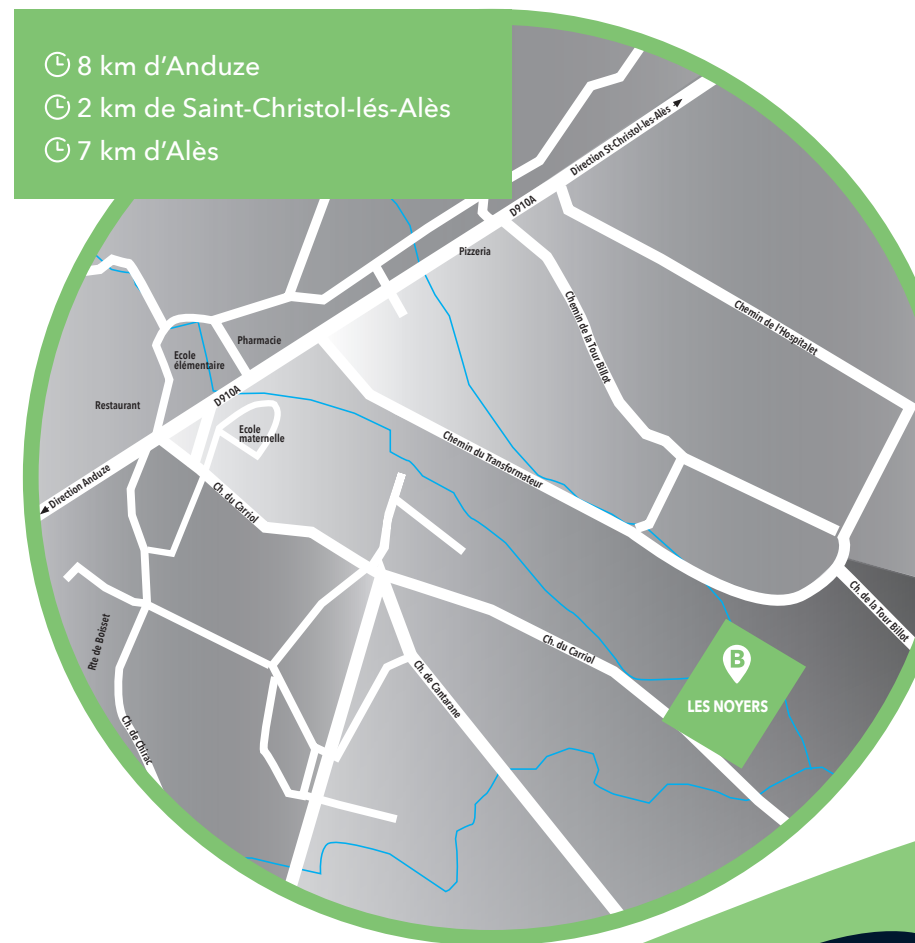 8 km d'Anduze
2 km de Saint-Christol-lés-Alès
7 km d'Alès
Direction St-Christol-les-Alès
D910A
Pizzeria
Chemin de la Tour Billot
Chemin de l'Hospitalet
Pharmacie
Ecole
élémentaire
D910A
Restaurant
Ecole
maternelle
Chemin du Transformateur
Direction Anduze
Ch. du Carriol
Ch. de la Tour Billot
Rte de Boisset
Ch. du Carriol
Ch. de Cantarane
B
LES NOYERS
Ch. de Chirac